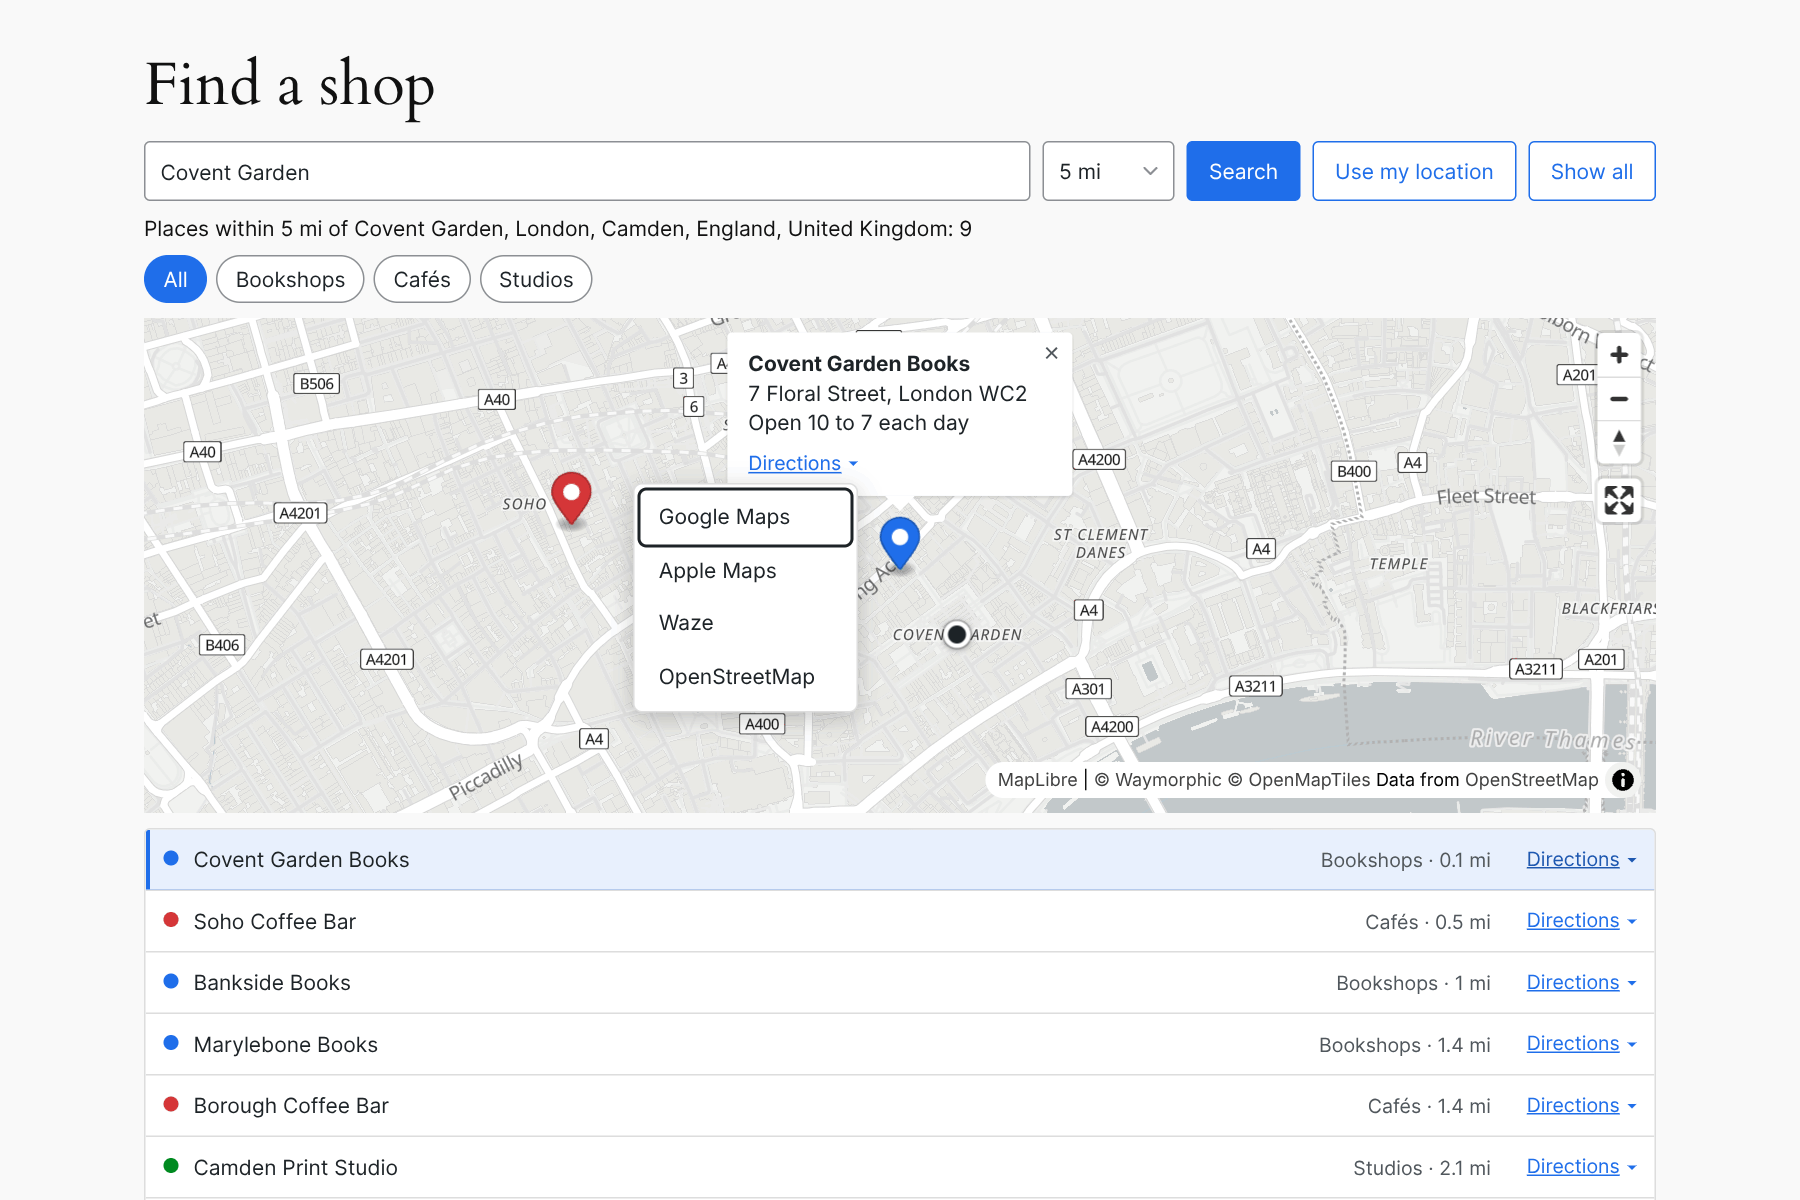 Find a shop
Covent Garden
5 mi
Search
Use my location
Show all
Places within 5 mi of Covent Garden, London, Camden, England, United Kingdom: 9
All
Bookshops
Cafés
Studios
Covent Garden Books
7 Floral Street, London WC2
Open 10 to 7 each day
Directions
Google Maps
Apple Maps
Waze
OpenStreetMap
B506
A40
3
6
A40
A4201
SOHO
B406
A4201
A4
A400
Piccadilly
A4200
B400
A4
A201
Fleet Street
ST CLEMENT
DANES
A4
TEMPLE
A4
BLACKFRIARS
A301
A3211
A3211
A201
A4200
River Thames
MapLibre | © Waymorphic © OpenMapTiles Data from OpenStreetMap
Covent Garden Books
Bookshops · 0.1 mi
Directions
Soho Coffee Bar
Cafés · 0.5 mi
Directions
Bankside Books
Bookshops · 1 mi
Directions
Marylebone Books
Bookshops · 1.4 mi
Directions
Borough Coffee Bar
Cafés · 1.4 mi
Directions
Camden Print Studio
Studios · 2.1 mi
Directions